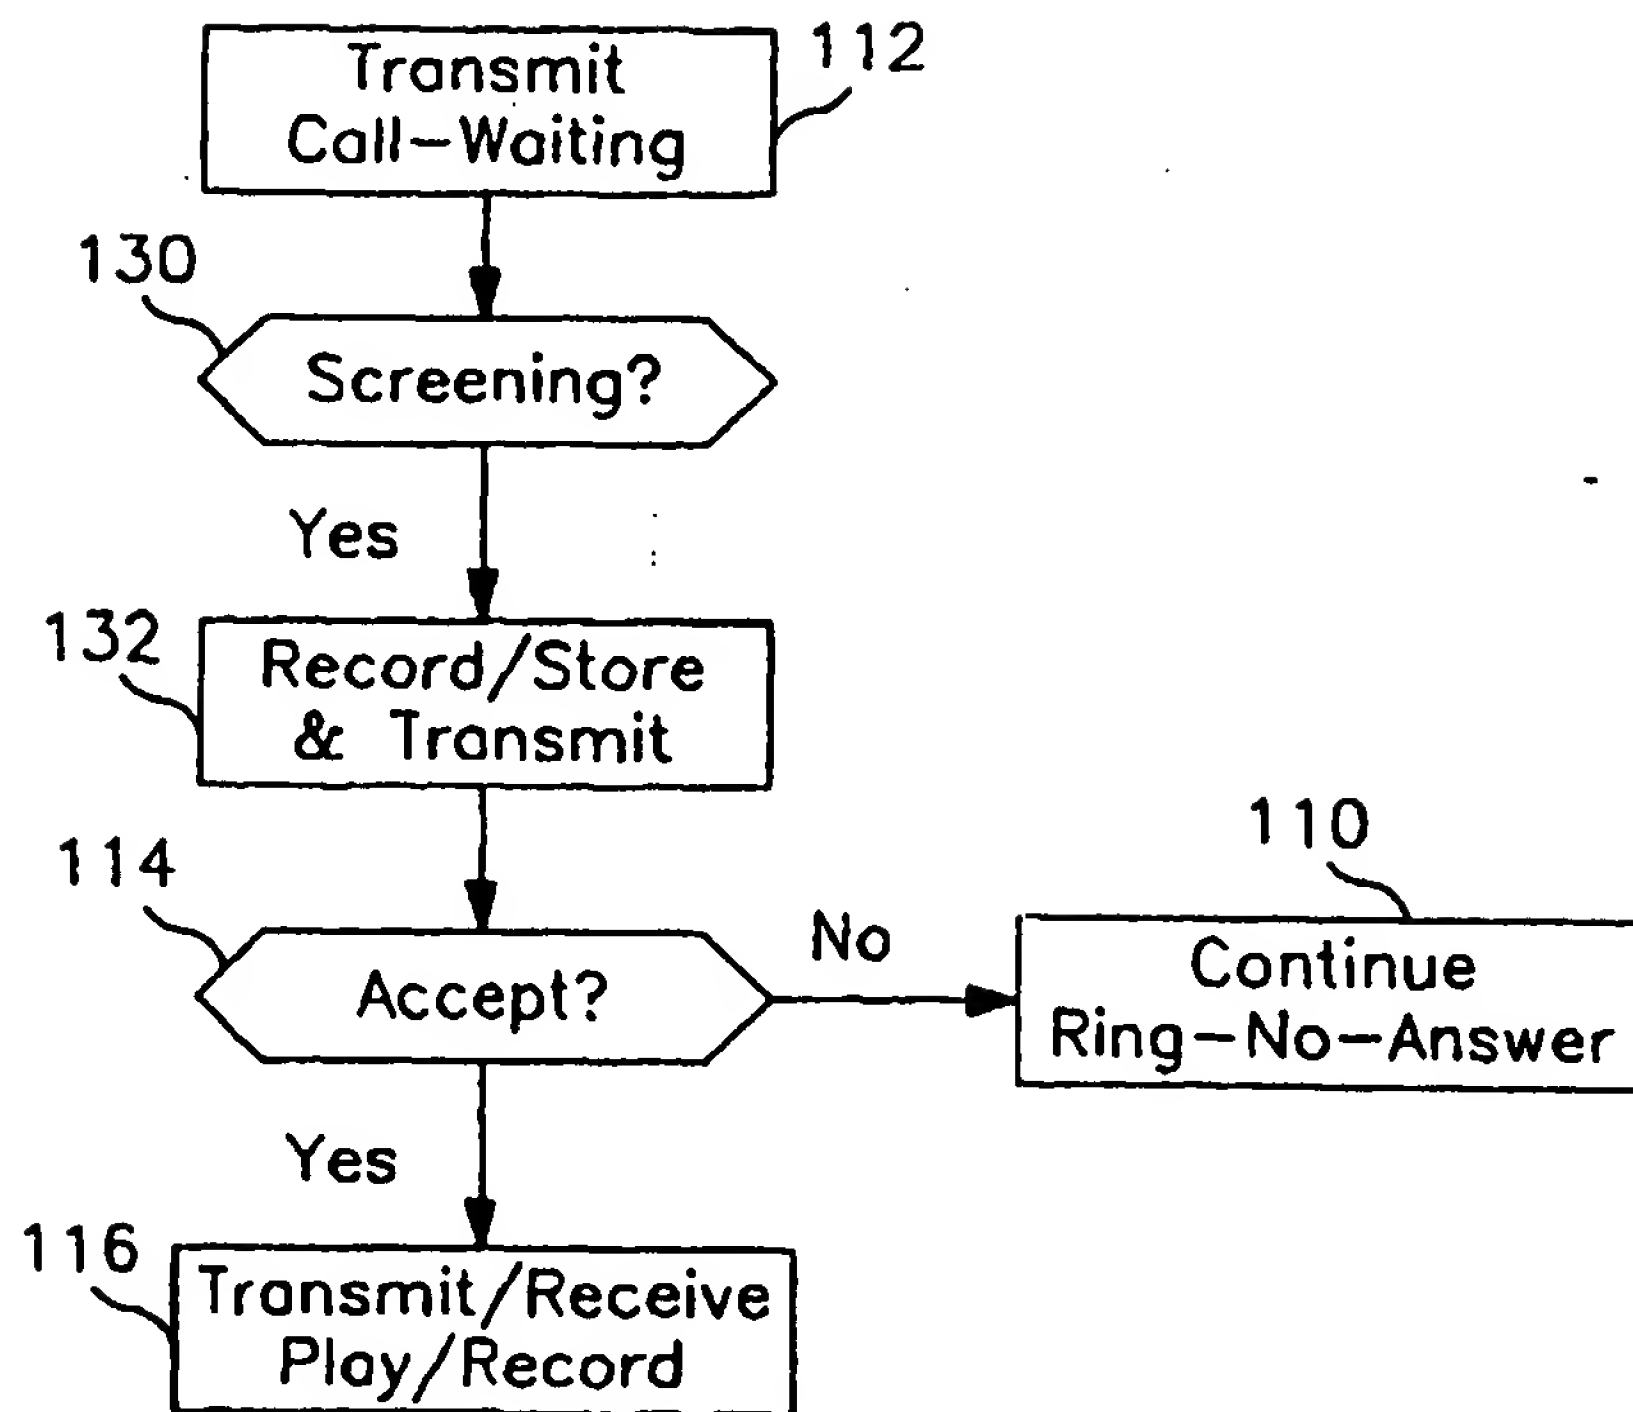 Transmit
Call-Waiting
112
130
Screening?
Yes
132
Record/Store
& Transmit
114
Accept?
No
110
Continue
Ring-No-Answer
Yes
116
Transmit/Receive
Play/Record